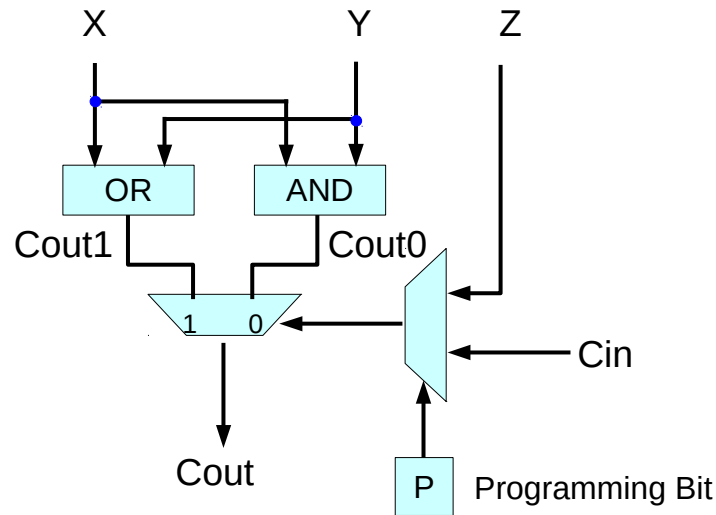 X Y Z
OR AND
Cout1 Cout0
1 0
Cin
Cout
P Programming Bit